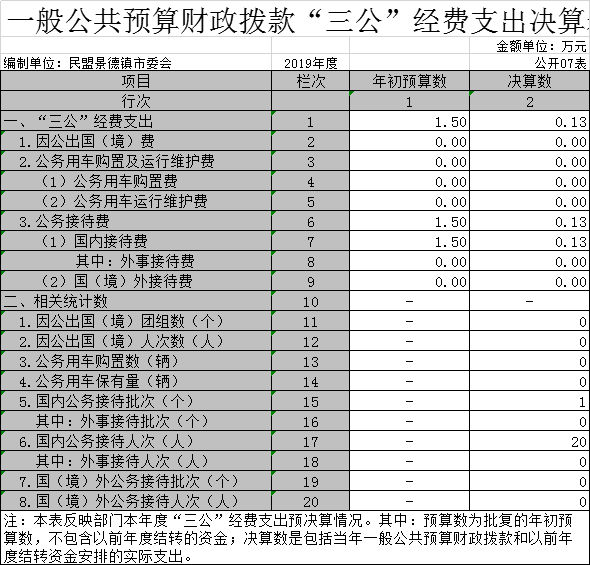 一般公共预算财政拨款“三公”经费支出决算
金额单位：万元
编制单位：民盟景德镇市委会 2019年度 公开07表
项目 栏次 年初预算数 决算数
行次 1 2
一、“三公”经费支出 1 1.50 0.13
1.因公出国（境）费 2 0.00 0.00
2.公务用车购置及运行维护费 3 0.00 0.00
（1）公务用车购置费 4 0.00 0.00
（2）公务用车运行维护费 5 0.00 0.00
3.公务接待费 6 1.50 0.13
（1）国内接待费 7 1.50 0.13
其中：外事接待费 8 0.00 0.00
（2）国（境）外接待费 9 0.00 0.00
二、相关统计数 10 － －
1.因公出国（境）团组数（个） 11 － 0
2.因公出国（境）人次数（人） 12 － 0
3.公务用车购置数（辆） 13 － 0
4.公务用车保有量（辆） 14 － 0
5.国内公务接待批次（个） 15 － 1
其中：外事接待批次（个） 16 － 0
6.国内公务接待人次（人） 17 － 20
其中：外事接待人次（人） 18 － 0
7.国（境）外公务接待批次（个） 19 － 0
8.国（境）外公务接待人次（人） 20 － 0
注：本表反映部门本年度“三公”经费支出预决算情况。其中：预算数为批复的年初预
算数，不包含以前年度结转的资金；决算数是包括当年一般公共预算财政拨款和以前年
度结转资金安排的实际支出。